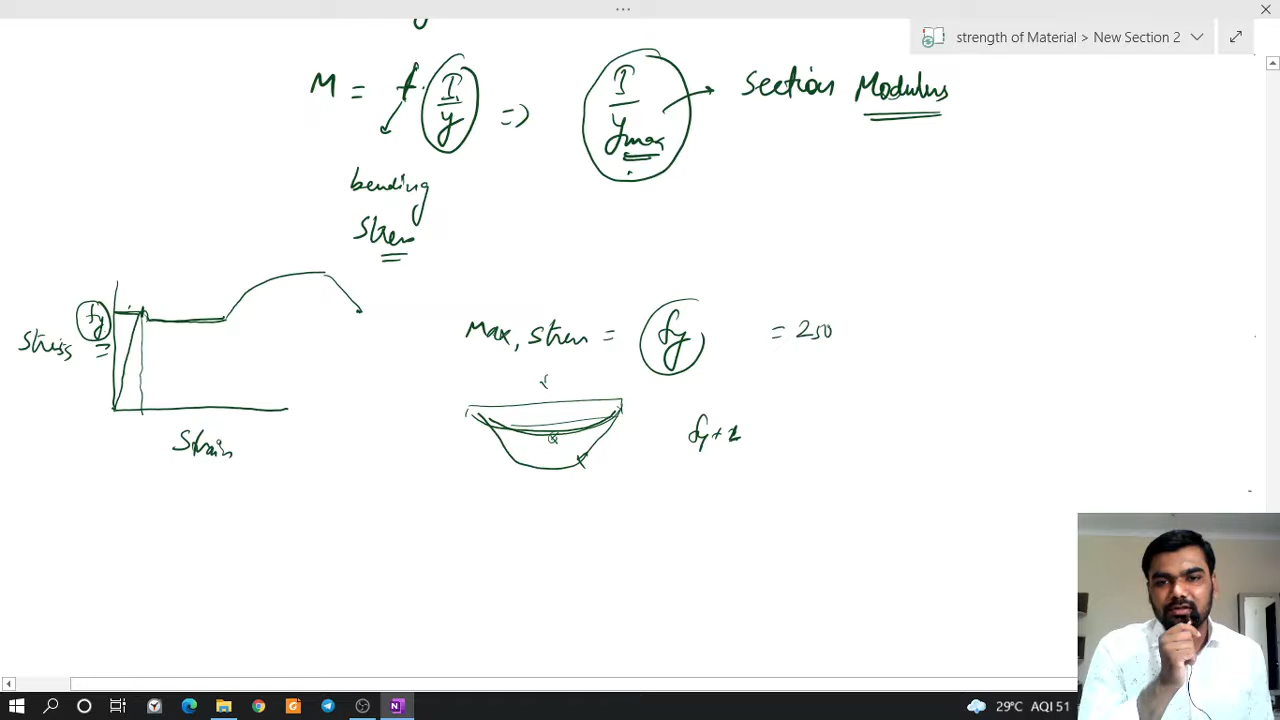 strength of Material > New Section 2
M = f. I/y => I/ymax → Section Modulus
bending
Stress
fy
Stress
Strain
Max, Stress = fy = 250
29°C AQI 51